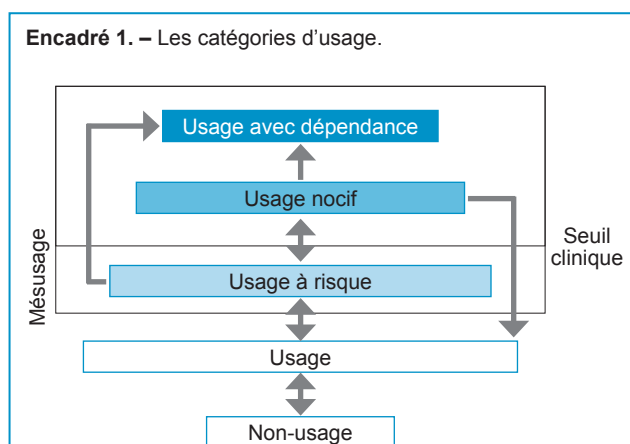 Encadré 1. – Les catégories d’usage.
Usage avec dépendance
Usage nocif
Seuil
clinique
Mésusage
Usage à risque
Usage
Non-usage